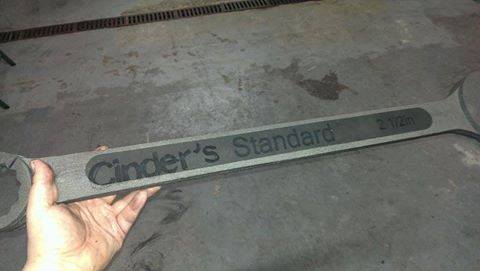 Cinder's Standard 2 1/2in